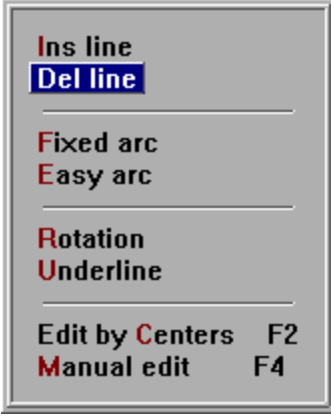 Ins line
Del line
Fixed arc
Easy arc
Rotation
Underline
Edit by Centers F2
Manual edit F4